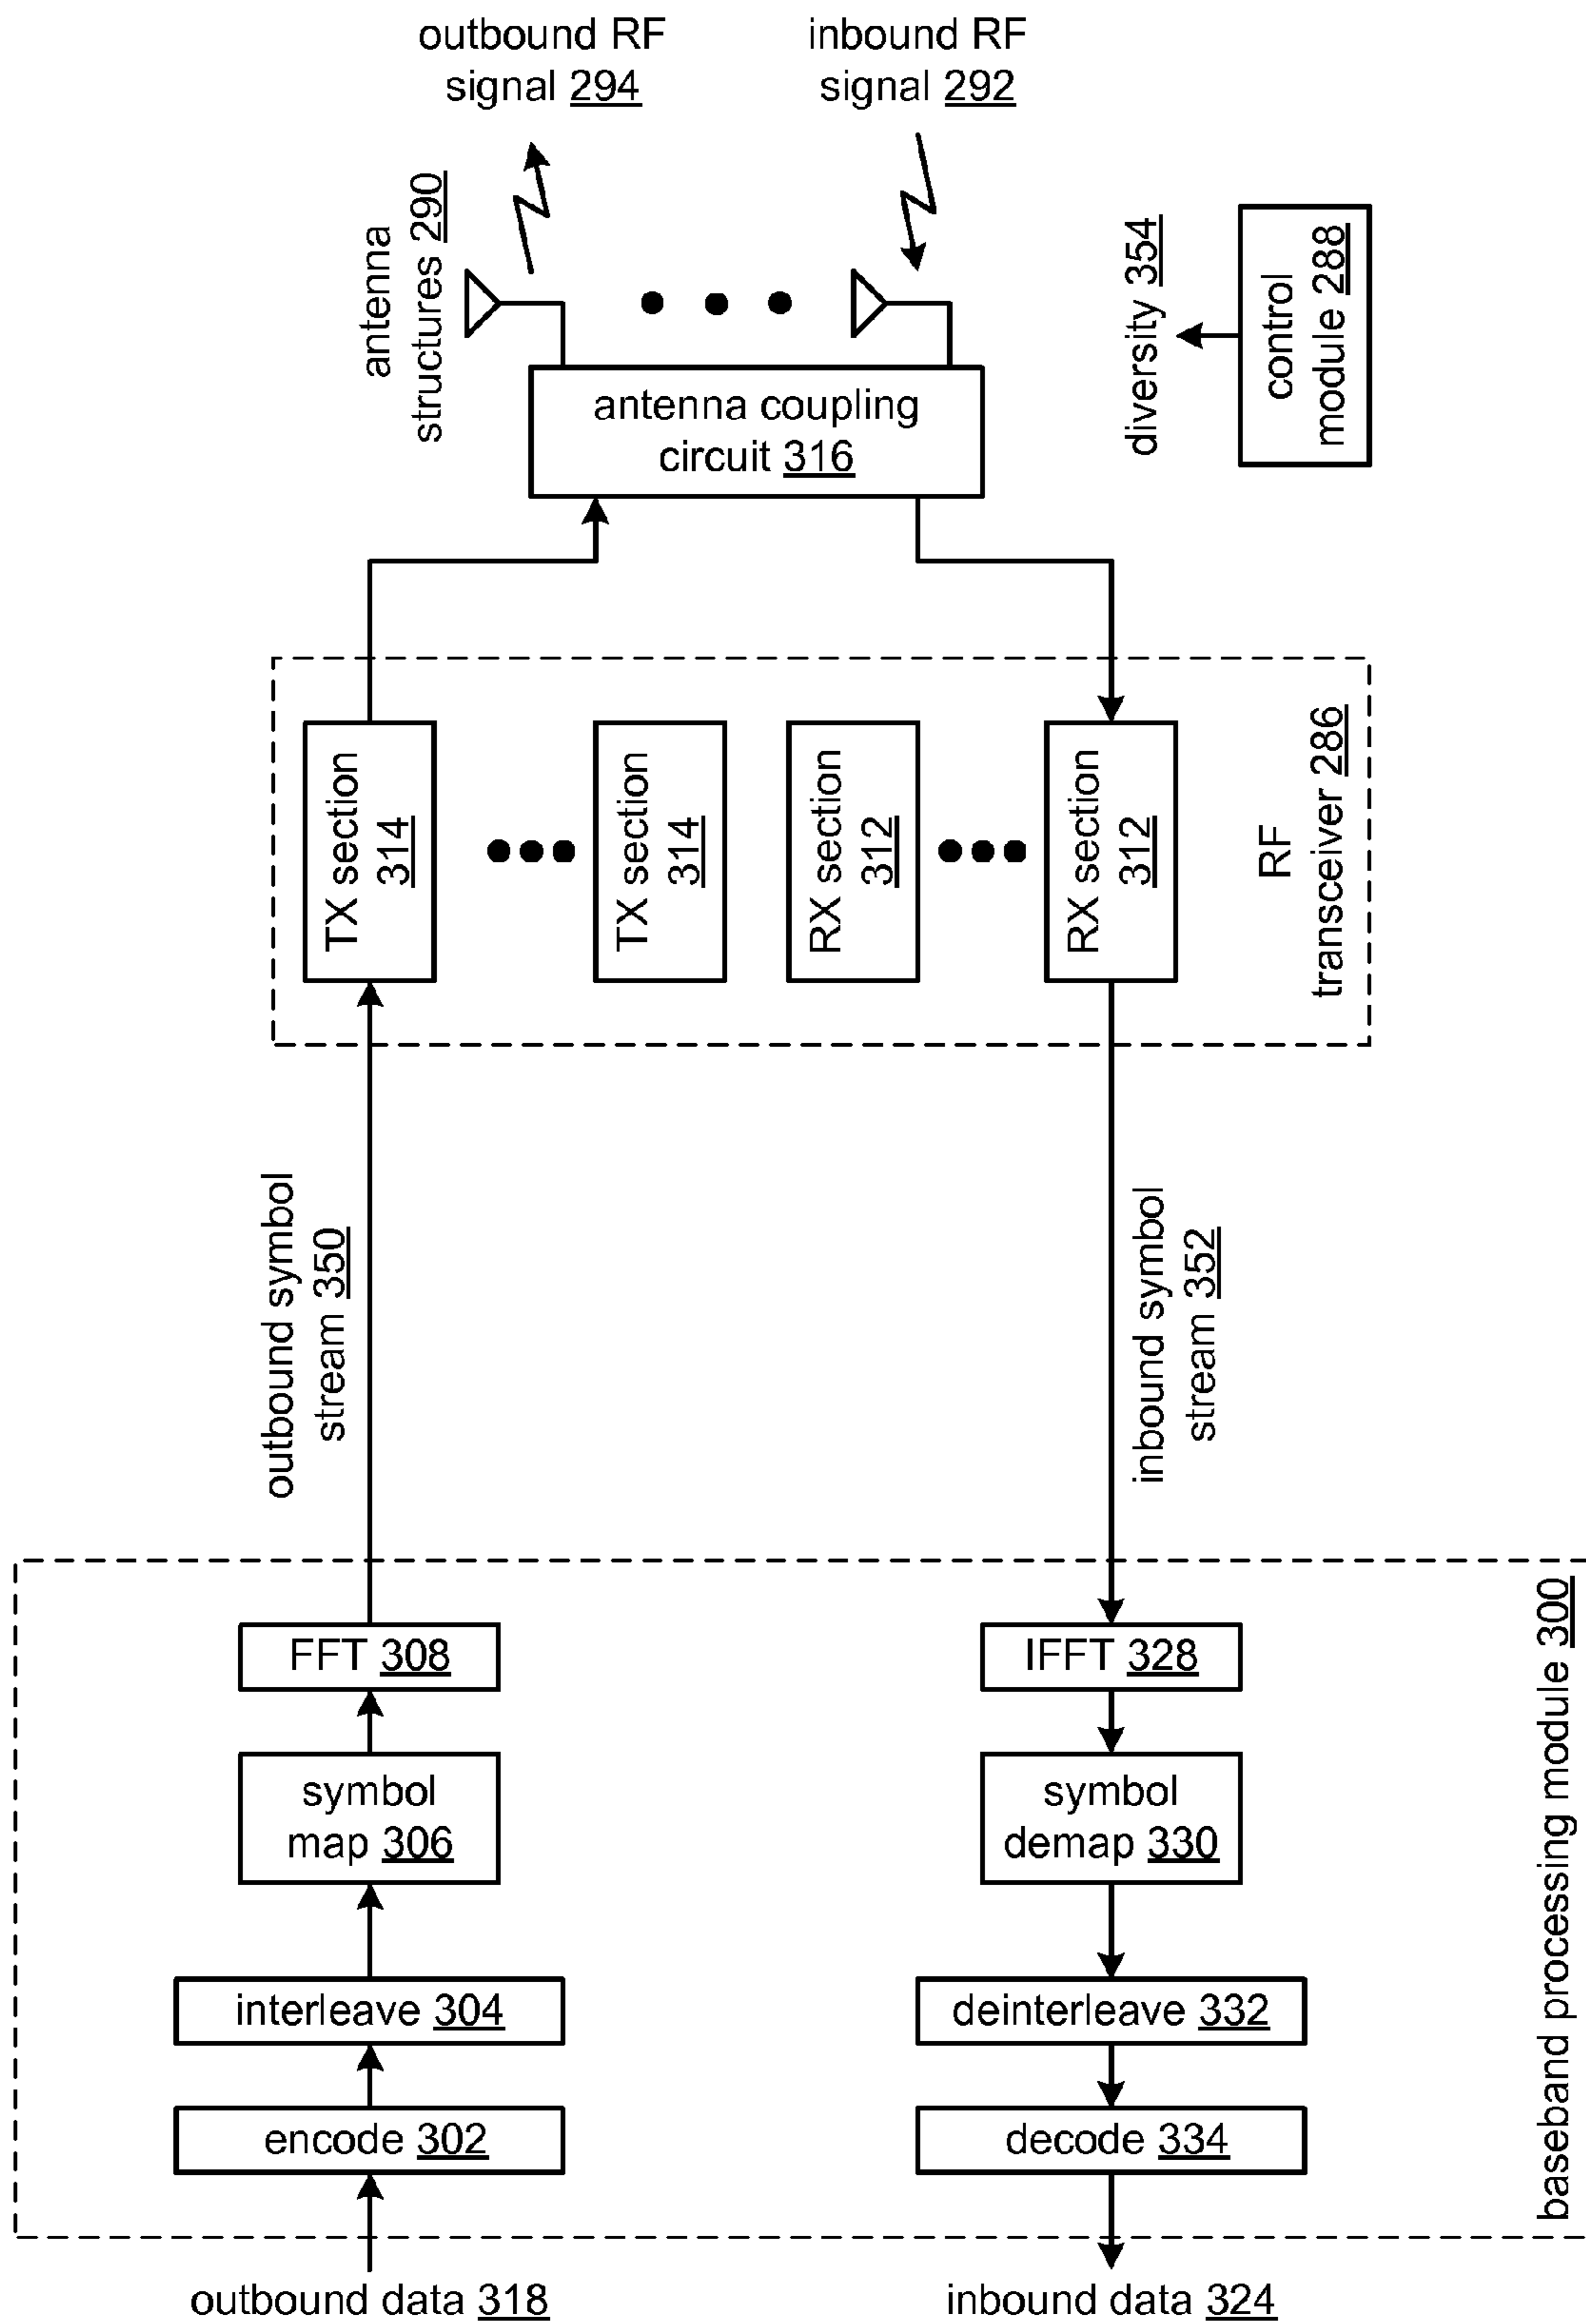 outbound RF
signal 294
inbound RF
signal 292
antenna
structures 290
antenna coupling
circuit 316
diversity 354
control
module 288
TX section
314
TX section
314
RX section
312
RX section
312
RF
transceiver 286
outbound symbol
stream 350
inbound symbol
stream 352
FFT 308
IFFT 328
symbol
map 306
symbol
demap 330
interleave 304
deinterleave 332
encode 302
decode 334
baseband processing module 300
outbound data 318
inbound data 324